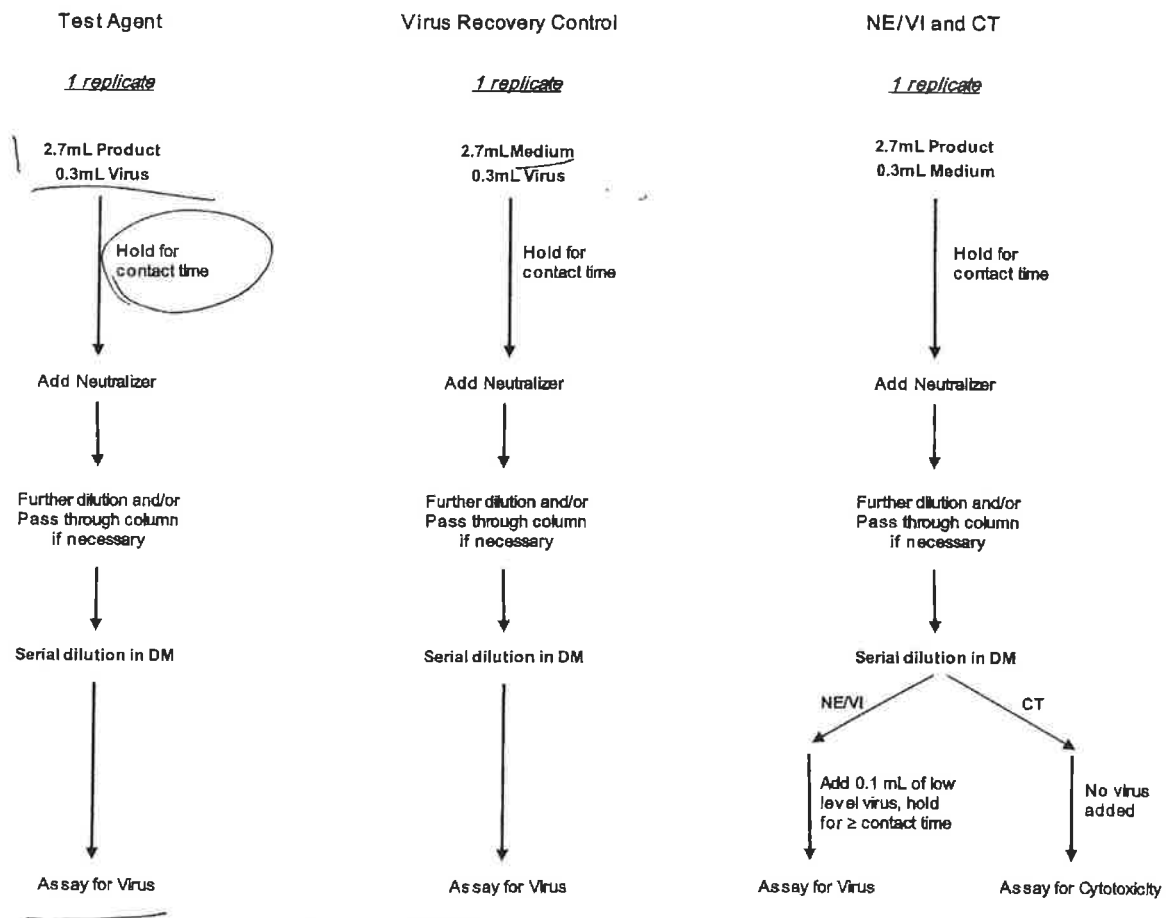 Test Agent
1 replicate
2.7mL Product
0.3mL Virus
Hold for
contact time
Add Neutralizer
Further dilution and/or
Pass through column
if necessary
Serial dilution in DM
Assay for Virus
Virus Recovery Control
1 replicate
2.7mL Medium
0.3mL Virus
Hold for
contact time
Add Neutralizer
Further dilution and/or
Pass through column
if necessary
Serial dilution in DM
Assay for Virus
NE/VI and CT
1 replicate
2.7mL Product
0.3mL Medium
Hold for
contact time
Add Neutralizer
Further dilution and/or
Pass through column
if necessary
Serial dilution in DM
NE/VI
Add 0.1 mL of low
level virus, hold
for ≥ contact time
Assay for Virus
CT
No virus
added
Assay for Cytotoxicity